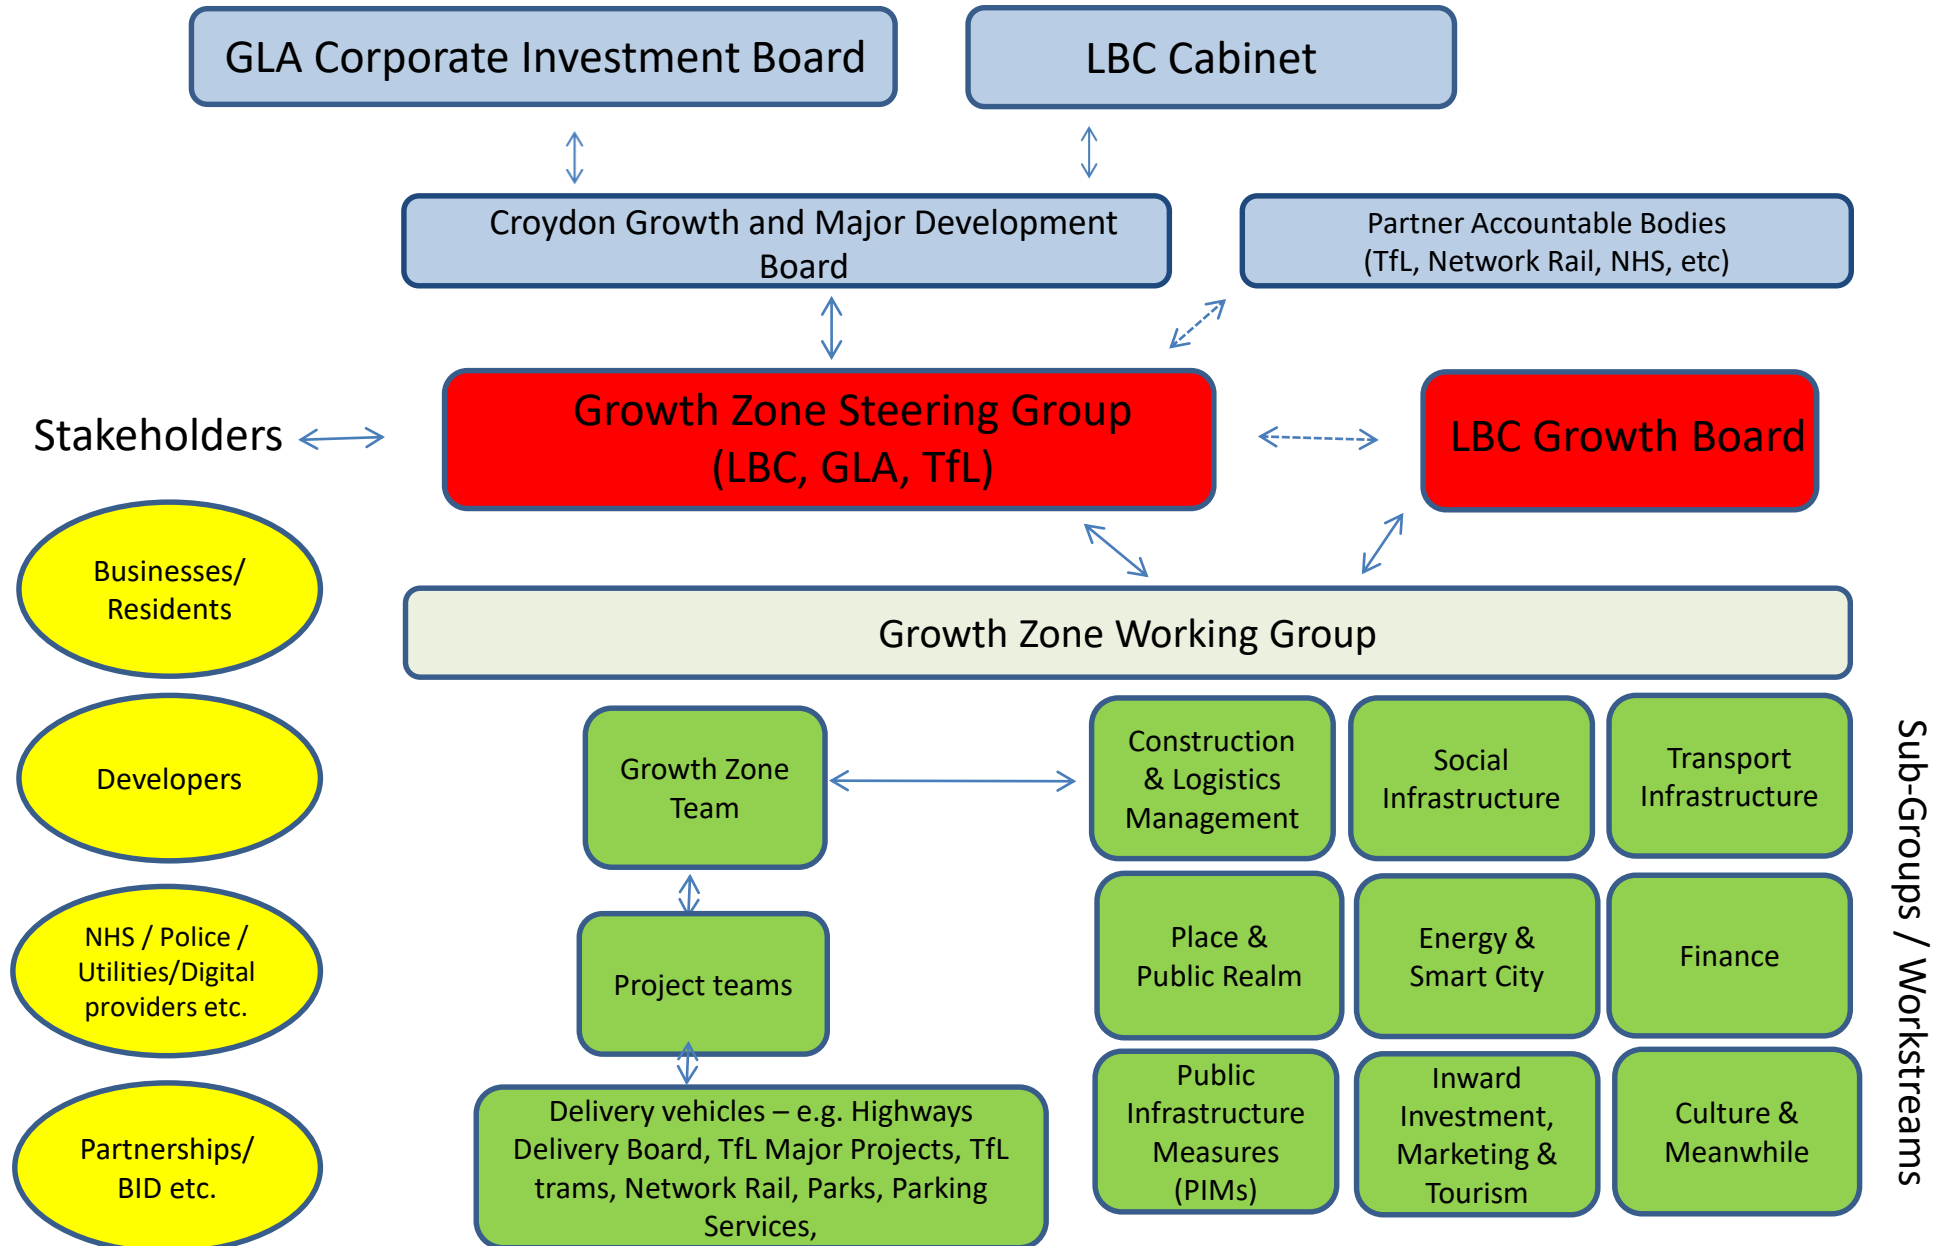 GLA Corporate Investment Board
LBC Cabinet
Croydon Growth and Major Development
Board
Partner Accountable Bodies
(TfL, Network Rail, NHS, etc)
Stakeholders
Growth Zone Steering Group
(LBC, GLA, TfL)
LBC Growth Board
Businesses/
Residents
Developers
NHS / Police /
Utilities/Digital
providers etc.
Partnerships/
BID etc.
Growth Zone Working Group
Growth Zone
Team
Project teams
Delivery vehicles – e.g. Highways
Delivery Board, TfL Major Projects, TfL
trams, Network Rail, Parks, Parking
Services,
Construction
& Logistics
Management
Social
Infrastructure
Transport
Infrastructure
Place &
Public Realm
Energy &
Smart City
Finance
Public
Infrastructure
Measures
(PIMs)
Inward
Investment,
Marketing &
Tourism
Culture &
Meanwhile
Sub-Groups / Workstreams